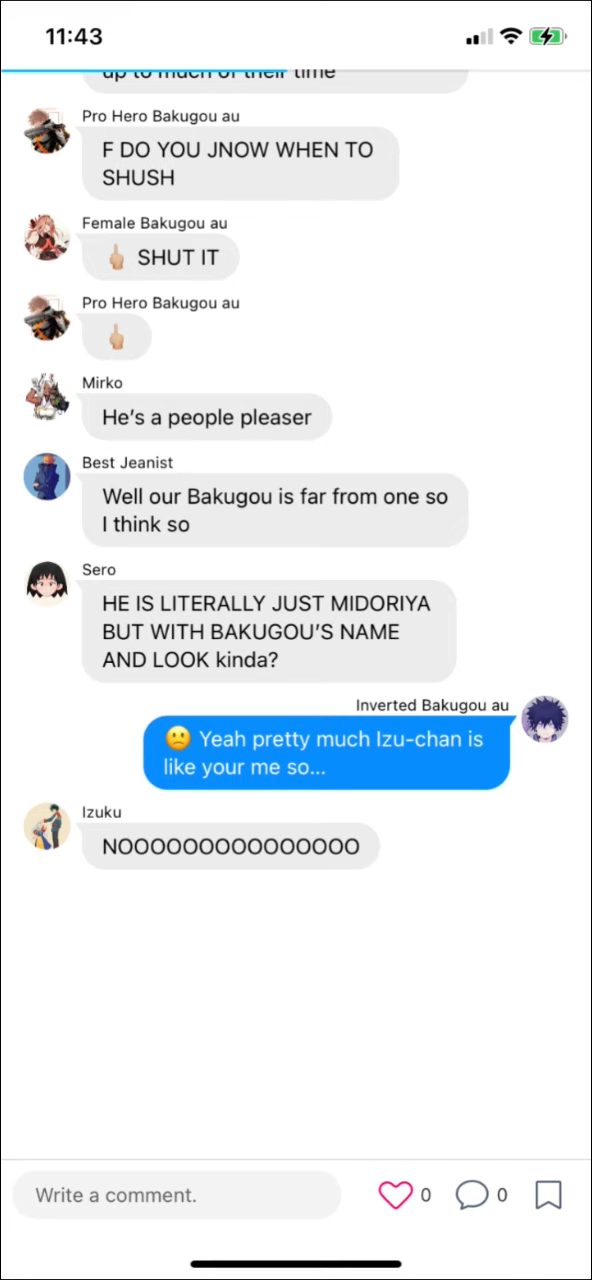 11:43
up to much of their time
Pro Hero Bakugou au
F DO YOU JNOW WHEN TO
SHUSH
Female Bakugou au
🖕🏼 SHUT IT
Pro Hero Bakugou au
🖕🏼
Mirko
He’s a people pleaser
Best Jeanist
Well our Bakugou is far from one so
I think so
Sero
HE IS LITERALLY JUST MIDORIYA
BUT WITH BAKUGOU’S NAME
AND LOOK kinda?
Inverted Bakugou au
🙁 Yeah pretty much Izu-chan is
like your me so...
Izuku
NOOOOOOOOOOOOOOO
Write a comment.
0
0